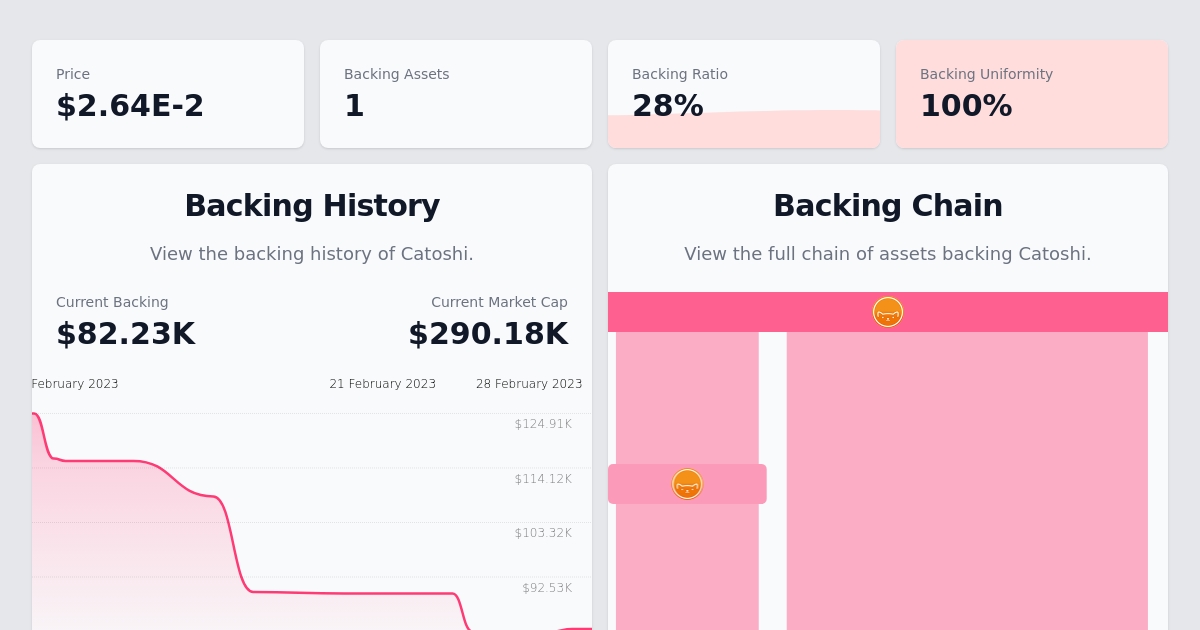 Price
$2.64E-2
Backing Assets
1
Backing Ratio
28%
Backing Uniformity
100%
Backing History
View the backing history of Catoshi.
Current Backing
$82.23K
Current Market Cap
$290.18K
February 2023
21 February 2023
28 February 2023
$124.91K
$114.12K
$103.32K
$92.53K
Backing Chain
View the full chain of assets backing Catoshi.